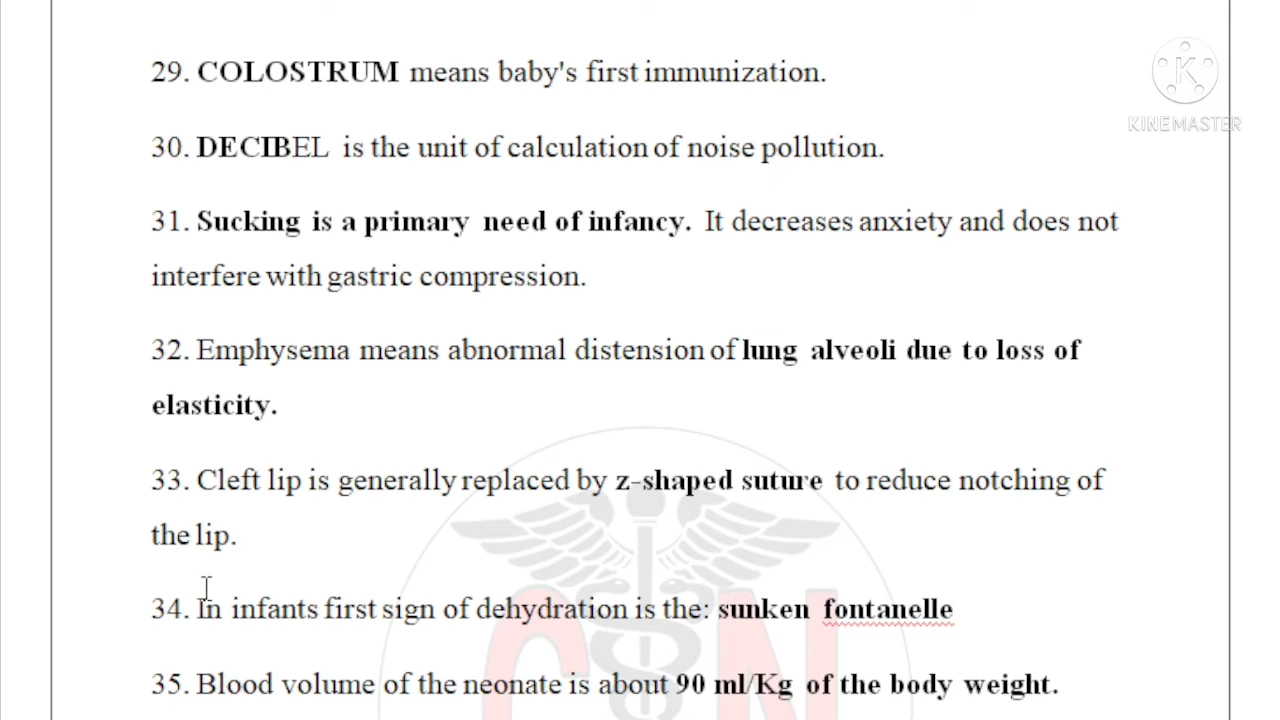 29. COLOSTRUM means baby's first immunization.
K
KINEMASTER
30. DECIBEL is the unit of calculation of noise pollution.
31. Sucking is a primary need of infancy. It decreases anxiety and does not
interfere with gastric compression.
32. Emphysema means abnormal distension of lung alveoli due to loss of
elasticity.
33. Cleft lip is generally replaced by z-shaped suture to reduce notching of
the lip.
34. In infants first sign of dehydration is the: sunken fontanelle
35. Blood volume of the neonate is about 90 ml/Kg of the body weight.
C N